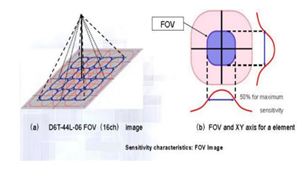 FOV
50% for maximum
sensitivity
(a) D6T-44L-06 FOV (16ch) image
(b) FOV and XY axis for a element
Sensitivity characteristics: FOV Image